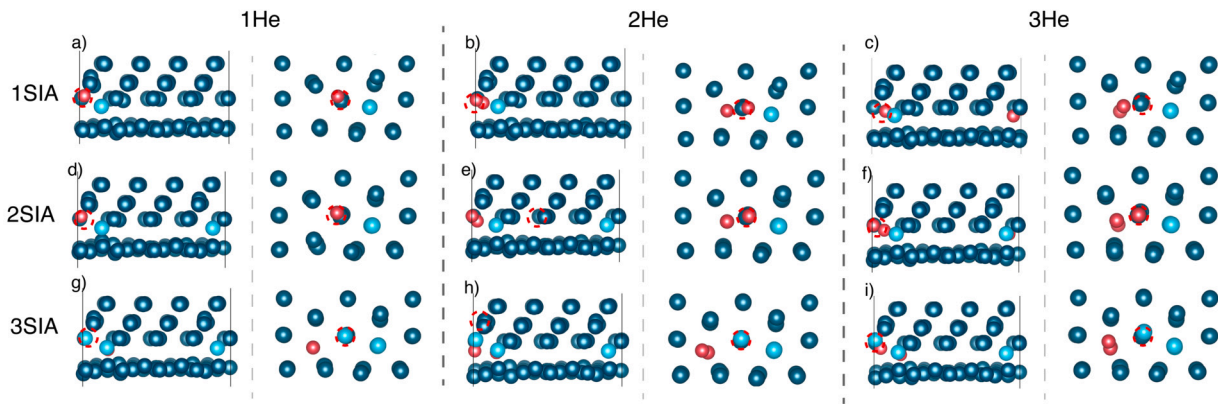 1He 2He 3He
a) b) c)
1SIA
d) e) f)
2SIA
g) h) i)
3SIA